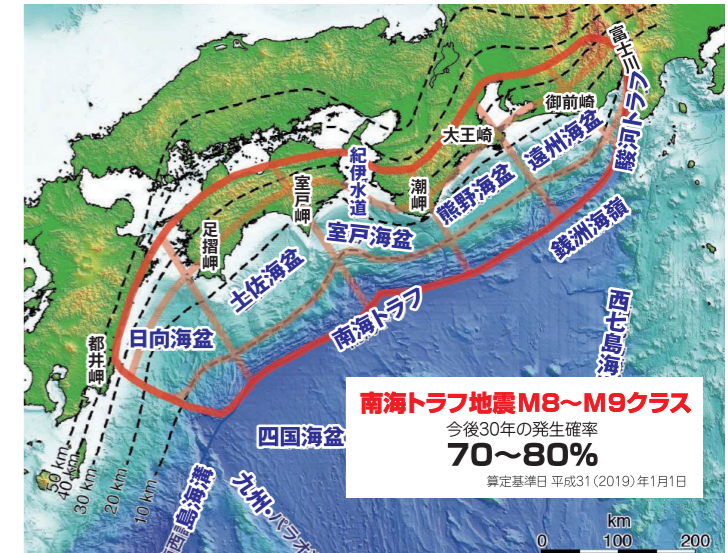 富士川
駿河トラフ
御前崎
遠州海盆
大王崎
紀伊水道
潮岬
熊野海盆
室戸岬
室戸海盆
銭洲海嶺
足摺岬
土佐海盆
南海トラフ
日向海盆
都井岬
西七島海
南海トラフ地震M8〜M9クラス
今後30年の発生確率
70〜80%
算定基準日 平成31(2019)年1月1日
四国海盆
島海溝
九州・パラオ
50 km
40 km
30 km
20 km
10 km
km
0 100 200